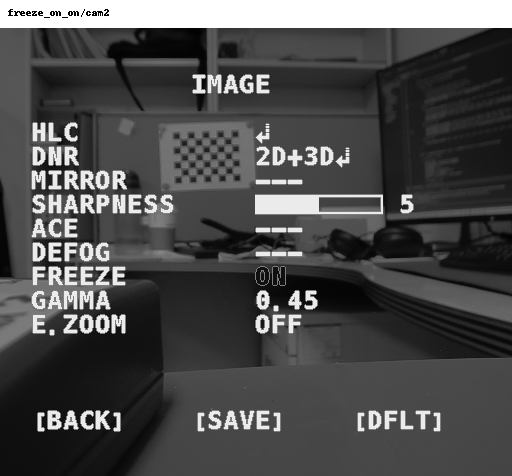 freeze_on_on/cam2
IMAGE
HLC ↲
DNR 2D+3D↲
MIRROR ---
SHARPNESS 5
ACE ---
DEFOG ---
FREEZE ON
GAMMA 0.45
E.ZOOM OFF
[BACK] [SAVE] [DFLT]